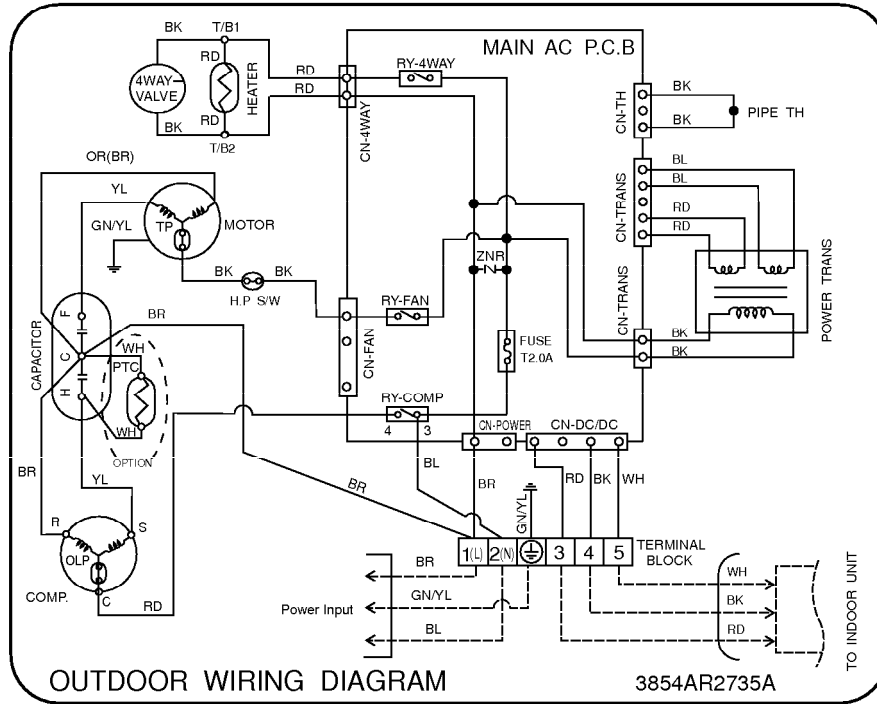 BK
T/B1
RD
4WAY
VALVE
HEATER
RD
BK
T/B2
RD
RD
RY-4WAY
MAIN AC P.C.B
CN-4WAY
CN-TH
BK
BK
PIPE TH
OR(BR)
YL
GN/YL
TP
MOTOR
BK
BK
H.P S/W
ZNR
RY-FAN
CN-FAN
FUSE
T2.0A
CN-TRANS
BL
BL
RD
RD
CN-TRANS
BK
BK
POWER TRANS
CAPACITOR
F
C
H
BR
WH
PTC
WH
OPTION
RY-COMP
4
3
CN-POWER
CN-DC/DC
BR
YL
BR
BL
BR
GN/YL
RD
BK
WH
R
S
OLP
C
COMP.
RD
1(L)
2(N)
3
4
5
TERMINAL
BLOCK
BR
GN/YL
BL
Power Input
WH
BK
RD
TO INDOOR UNIT
OUTDOOR WIRING DIAGRAM
3854AR2735A